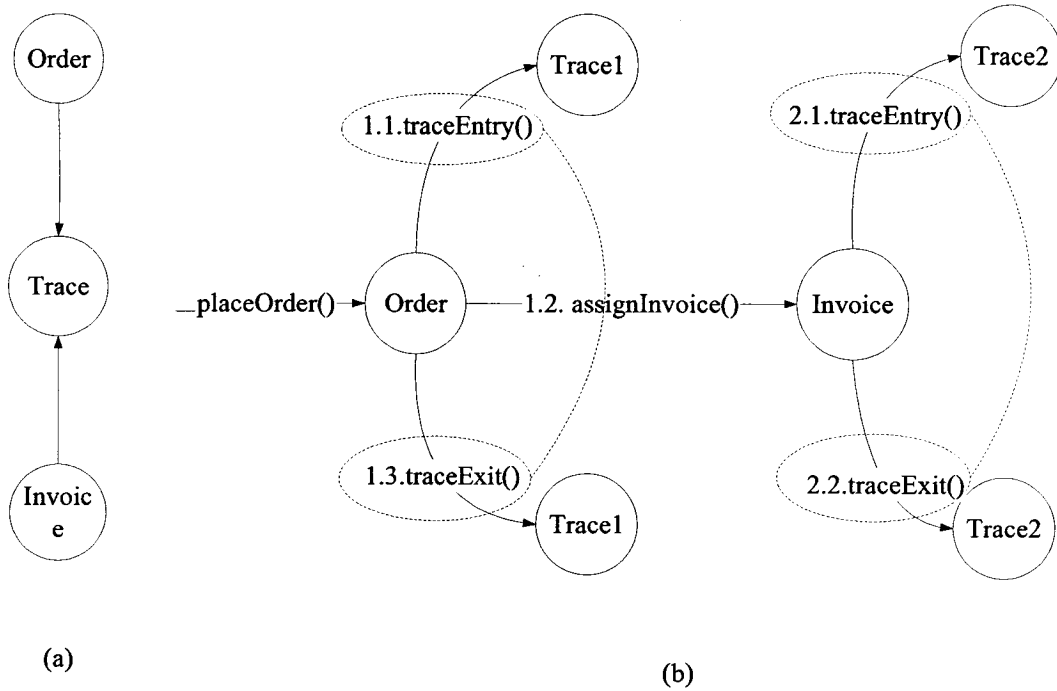 Order
Trace
Invoic
e
(a)
Trace1
1.1.traceEntry()
__placeOrder()
Order
1.2. assignInvoice()
1.3.traceExit()
Trace1
Trace2
2.1.traceEntry()
Invoice
2.2.traceExit()
Trace2
(b)